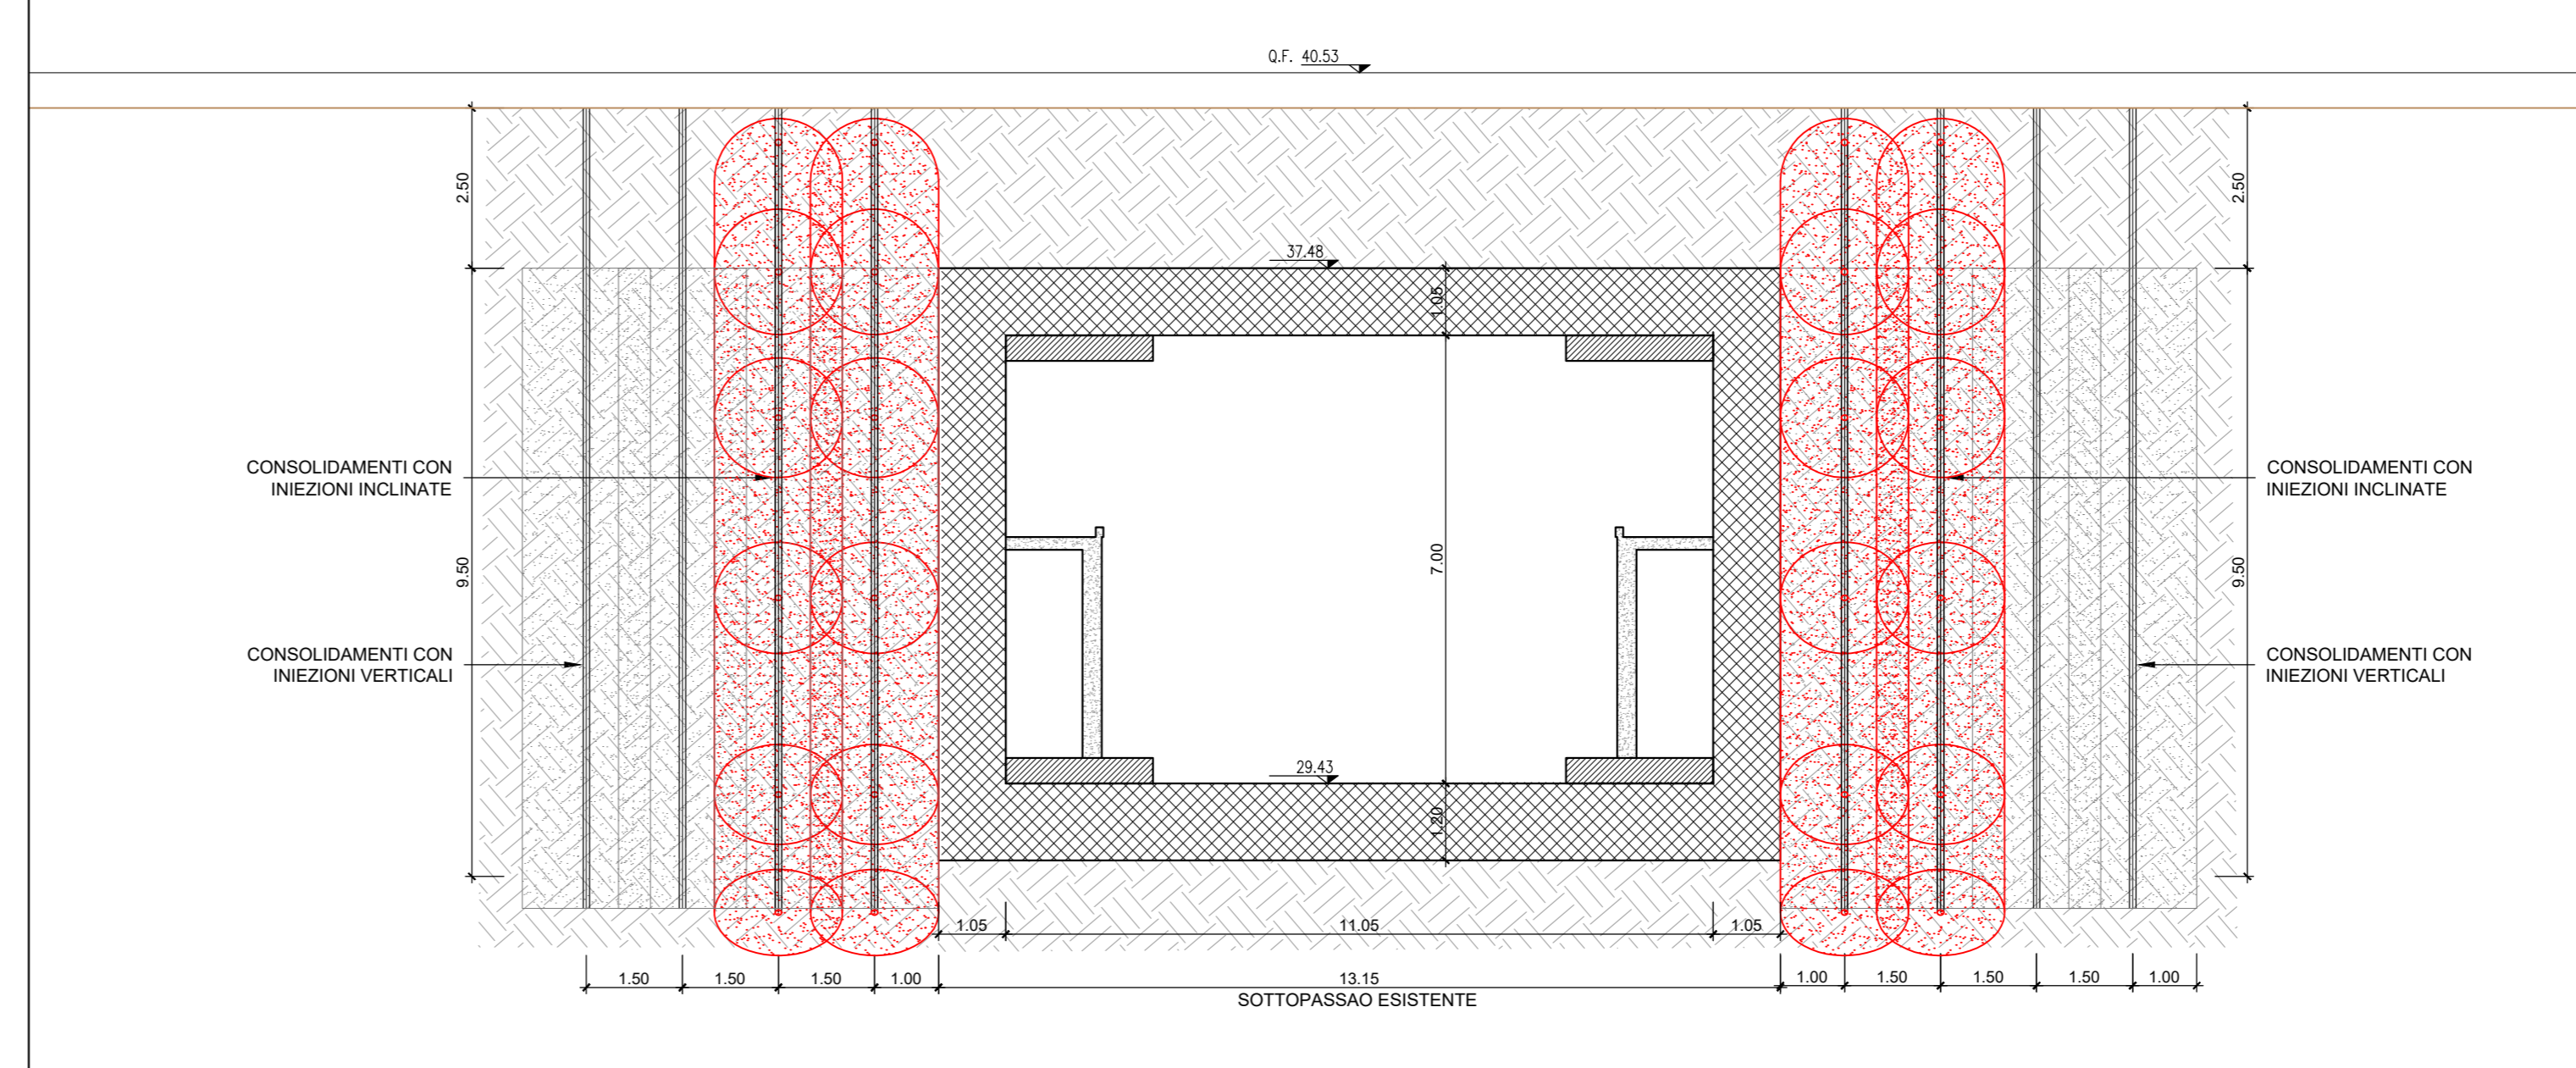 Q.F. 40.53
2.50
2.50
37.48
1.05
CONSOLIDAMENTI CON
INIEZIONI INCLINATE
CONSOLIDAMENTI CON
INIEZIONI INCLINATE
9.50
7.00
9.50
CONSOLIDAMENTI CON
INIEZIONI VERTICALI
CONSOLIDAMENTI CON
INIEZIONI VERTICALI
29.43
1.20
1.05
11.05
1.05
1.50
1.50
1.50
1.00
13.15
1.00
1.50
1.50
1.50
1.00
SOTTOPASSAO ESISTENTE